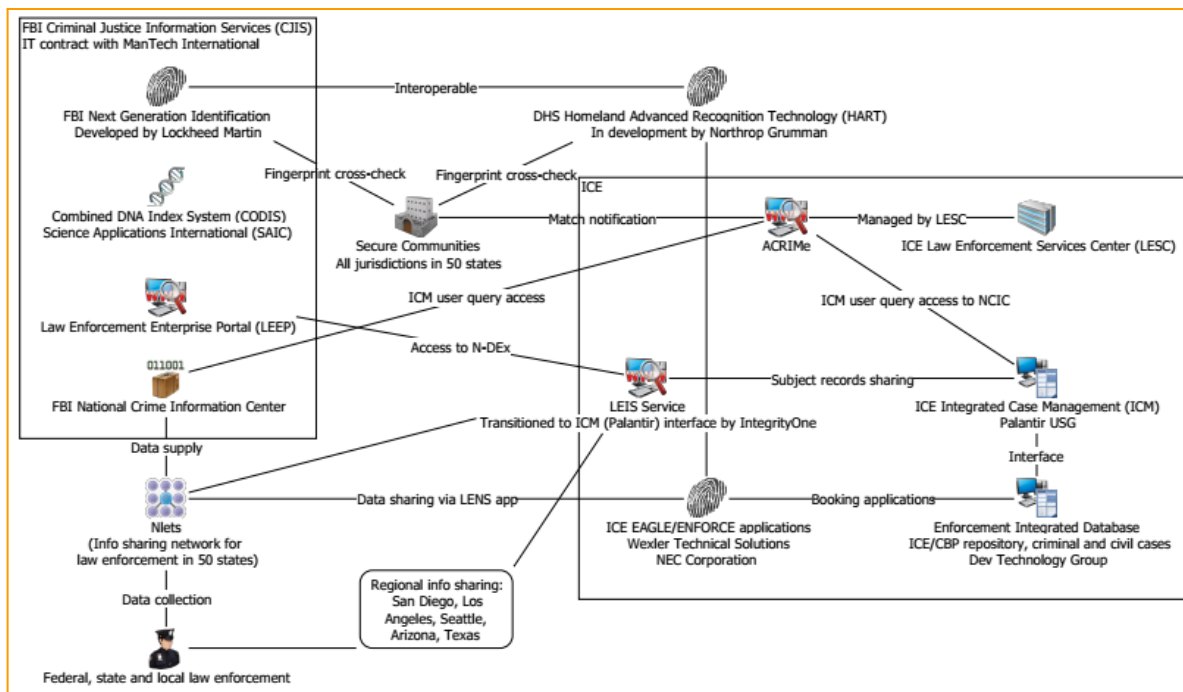 FBI Criminal Justice Information Services (CJIS)
IT contract with ManTech International
Interoperable
FBI Next Generation Identification
Developed by Lockheed Martin
DHS Homeland Advanced Recognition Technology (HART)
In development by Northrop Grumman
Fingerprint cross-check
Fingerprint cross-check
ICE
Combined DNA Index System (CODIS)
Science Applications International (SAIC)
Secure Communities
All jurisdictions in 50 states
Match notification
ACRIMe
Managed by LESC
ICE Law Enforcement Services Center (LESC)
ICM user query access
ICM user query access to NCIC
Law Enforcement Enterprise Portal (LEEP)
Access to N-DEx
011001
FBI National Crime Information Center
LEIS Service
Transitioned to ICM (Palantir) interface by IntegrityOne
Subject records sharing
ICE Integrated Case Management (ICM)
Palantir USG
Data supply
Interface
Nlets
(Info sharing network for
law enforcement in 50 states)
Data sharing via LENS app
ICE EAGLE/ENFORCE applications
Wexler Technical Solutions
NEC Corporation
Booking applications
Enforcement Integrated Database
ICE/CBP repository, criminal and civil cases
Dev Technology Group
Regional info sharing:
San Diego, Los
Angeles, Seattle,
Arizona, Texas
Data collection
Federal, state and local law enforcement